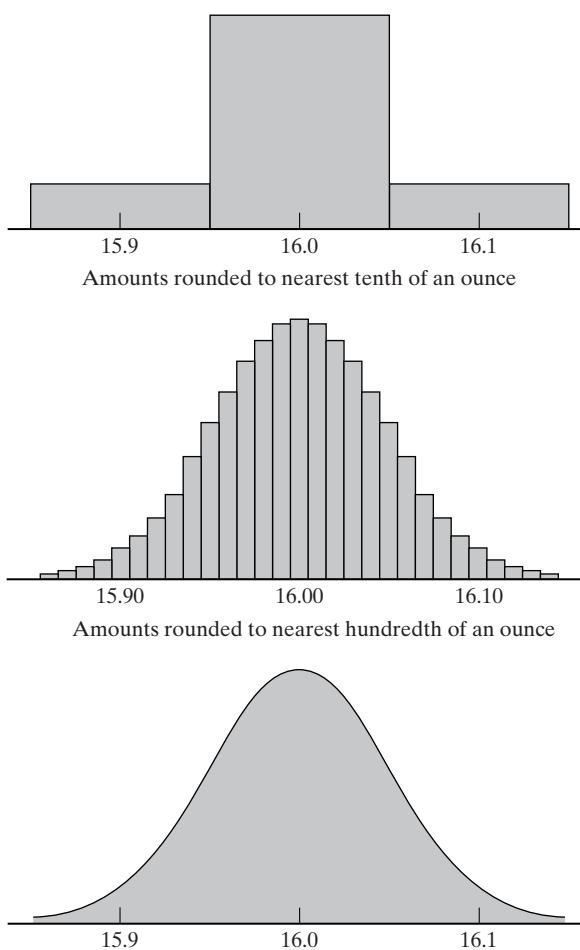 15.9 16.0 16.1
Amounts rounded to nearest tenth of an ounce
15.90 16.00 16.10
Amounts rounded to nearest hundredth of an ounce
15.9 16.0 16.1